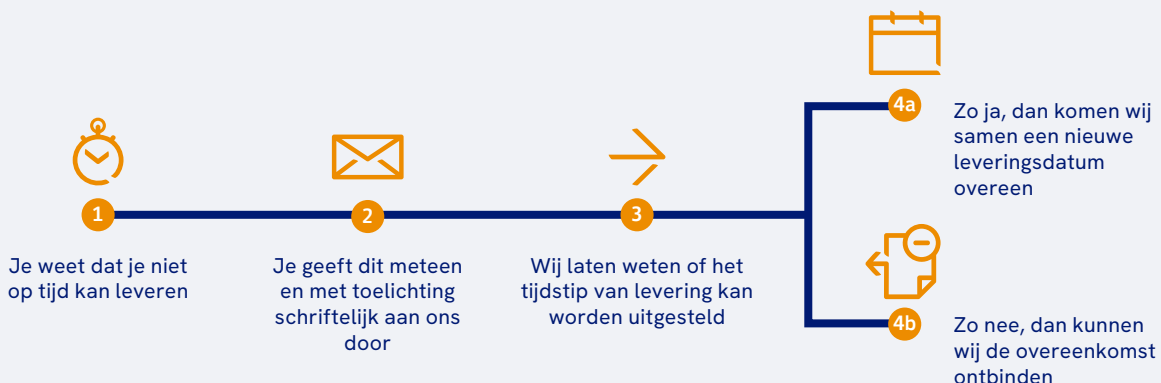 1
Je weet dat je niet
op tijd kan leveren
2
Je geeft dit meteen
en met toelichting
schriftelijk aan ons
door
3
Wij laten weten of het
tijdstip van levering kan
worden uitgesteld
4a
Zo ja, dan komen wij
samen een nieuwe
leveringsdatum
overeen
4b
Zo nee, dan kunnen
wij de overeenkomst
ontbinden